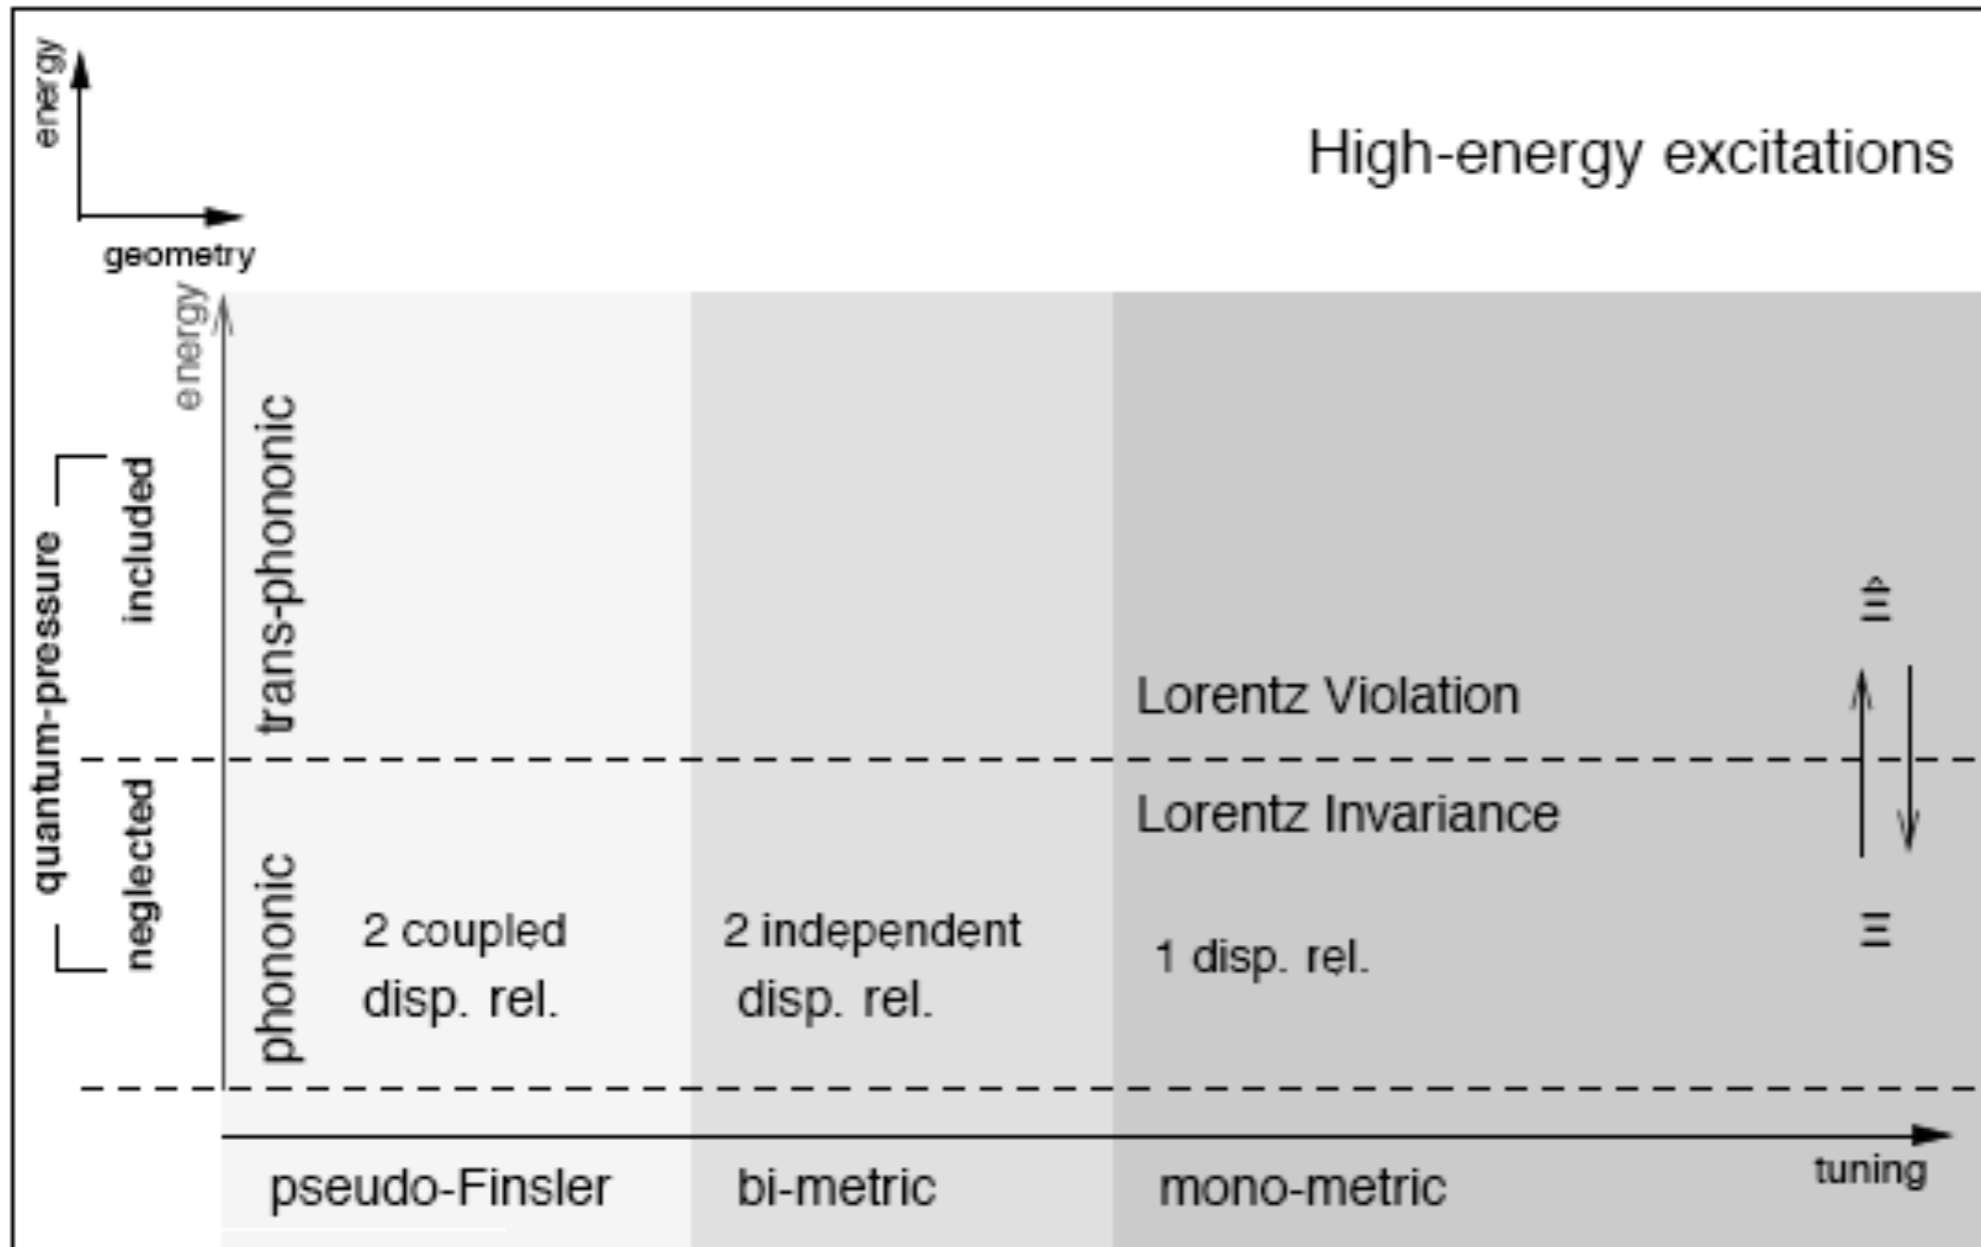 energy
geometry
High-energy excitations
energy
quantum-pressure
included
neglected
trans-phononic
phononic
Lorentz Violation
Lorentz Invariance
Ξ̂
Ξ
2 coupled
disp. rel.
2 independent
disp. rel.
1 disp. rel.
pseudo-Finsler
bi-metric
mono-metric
tuning